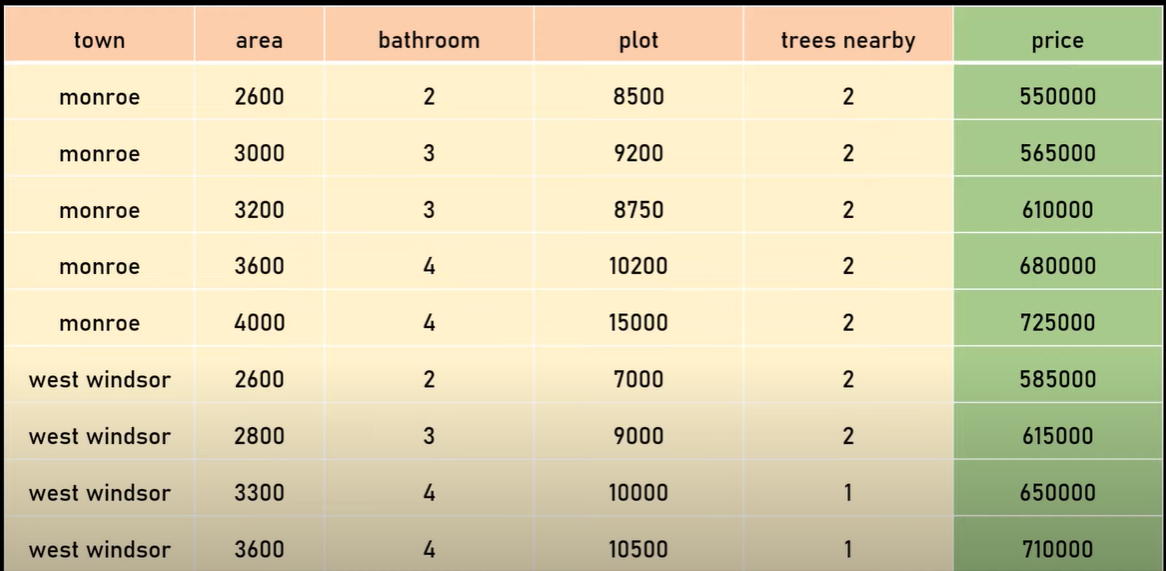 town area bathroom plot trees nearby price
monroe 2600 2 8500 2 550000
monroe 3000 3 9200 2 565000
monroe 3200 3 8750 2 610000
monroe 3600 4 10200 2 680000
monroe 4000 4 15000 2 725000
west windsor 2600 2 7000 2 585000
west windsor 2800 3 9000 2 615000
west windsor 3300 4 10000 1 650000
west windsor 3600 4 10500 1 710000